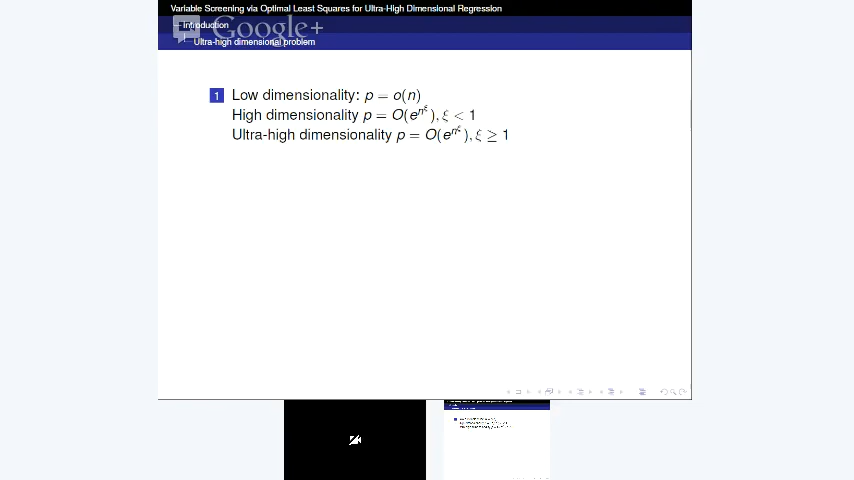 Variable Screening via Optimal Least Squares for Ultra-High Dimensional Regression
Introduction
Google+
Ultra-high dimensional problem
1 Low dimensionality: p = o(n)
High dimensionality p = O(e^{n^ξ}), ξ < 1
Ultra-high dimensionality p = O(e^{n^ξ}), ξ ≥ 1